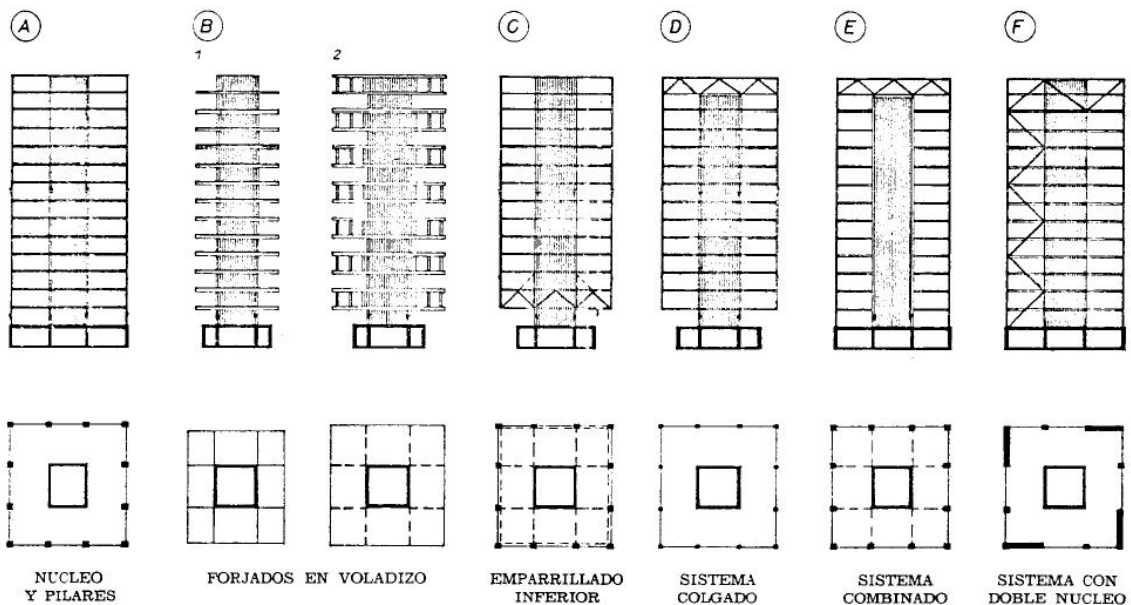 A
B
C
D
E
F
1
2
NUCLEO
Y PILARES
FORJADOS EN VOLADIZO
EMPARRILLADO
INFERIOR
SISTEMA
COLGADO
SISTEMA
COMBINADO
SISTEMA CON
DOBLE NUCLEO